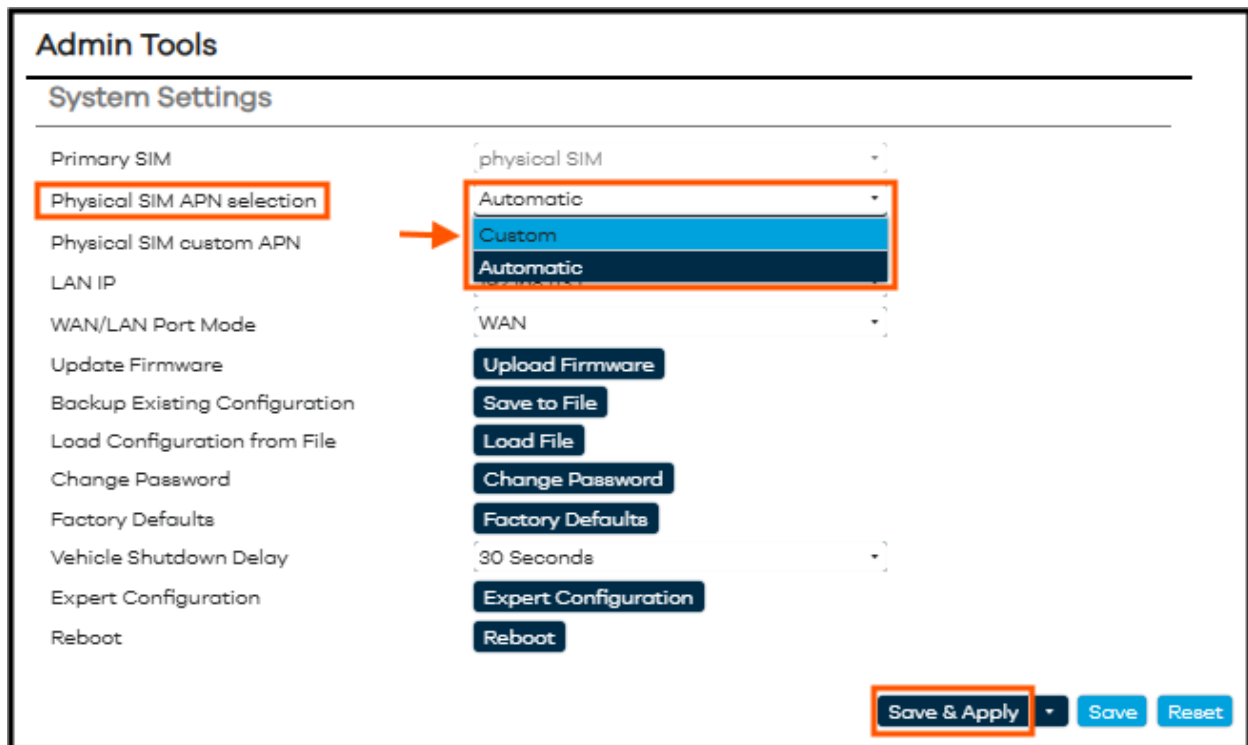 Admin Tools
System Settings
Primary SIM physical SIM
Physical SIM APN selection Automatic
Physical SIM custom APN Custom
Automatic
LAN IP
WAN/LAN Port Mode WAN
Update Firmware Upload Firmware
Backup Existing Configuration Save to File
Load Configuration from File Load File
Change Password Change Password
Factory Defaults Factory Defaults
Vehicle Shutdown Delay 30 Seconds
Expert Configuration Expert Configuration
Reboot Reboot
Save & Apply Save Reset